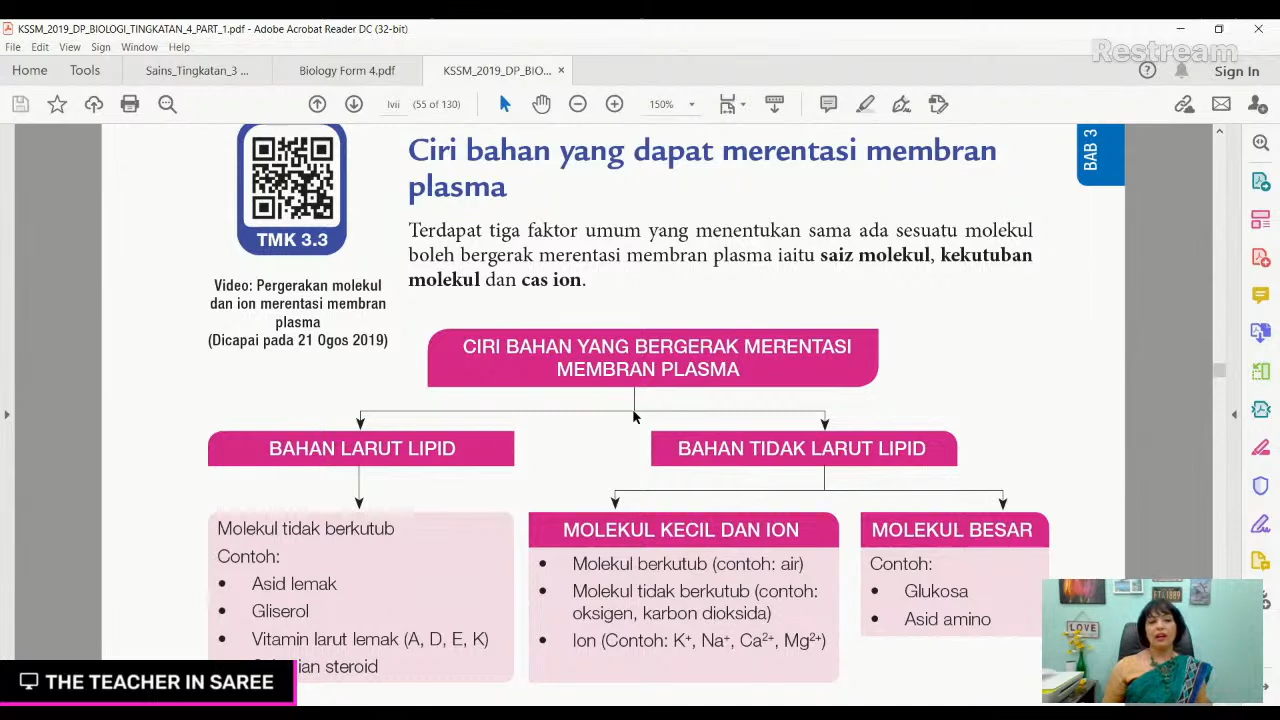 KSSM_2019_DP_BIOLOGI_TINGKATAN_4_PART_1.pdf - Adobe Acrobat Reader DC (32-bit)
File Edit View Sign Window Help
Restream
Home Tools Sains_Tingkatan_3 ... Biology Form 4.pdf KSSM_2019_DP_BIO... × Sign In
lvii (55 of 130) 150%
BAB 3
Ciri bahan yang dapat merentasi membran
plasma
TMK 3.3
Video: Pergerakan molekul
dan ion merentasi membran
plasma
(Dicapai pada 21 Ogos 2019)
Terdapat tiga faktor umum yang menentukan sama ada sesuatu molekul
boleh bergerak merentasi membran plasma iaitu saiz molekul, kekutuban
molekul dan cas ion.
CIRI BAHAN YANG BERGERAK MERENTASI
MEMBRAN PLASMA
BAHAN LARUT LIPID
BAHAN TIDAK LARUT LIPID
Molekul tidak berkutub
Contoh:
• Asid lemak
• Gliserol
• Vitamin larut lemak (A, D, E, K)
steroid
MOLEKUL KECIL DAN ION
• Molekul berkutub (contoh: air)
• Molekul tidak berkutub (contoh:
oksigen, karbon dioksida)
• Ion (Contoh: K⁺, Na⁺, Ca²⁺, Mg²⁺)
MOLEKUL BESAR
Contoh:
• Glukosa
• Asid amino
LOVE
THE TEACHER IN SAREE